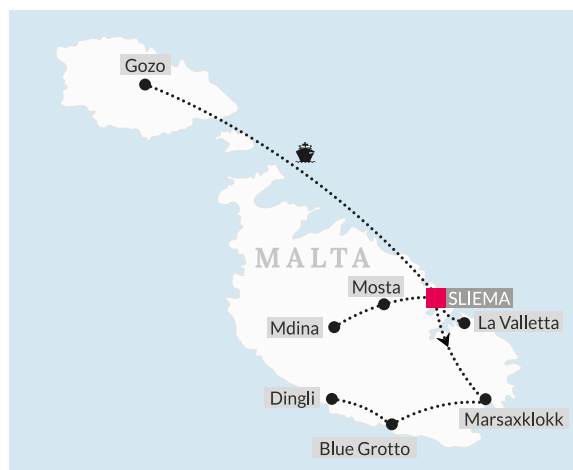 Gozo
MALTA
Mosta
SLIEMA
Mdina
La Valletta
Dingli
Marsaxklokk
Blue Grotto